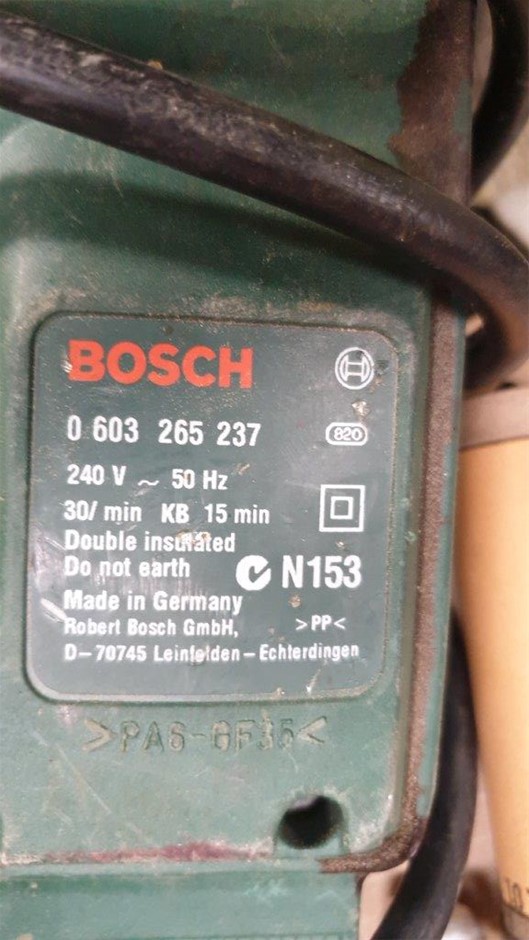 BOSCH
0 603 265 237
820
240 V ~ 50 Hz
30/min KB 15 min
Double insulated
Do not earth
N153
Made in Germany
Robert Bosch GmbH, >PP<
D-70745 Leinfelden-Echterdingen
>PA6-GF35<